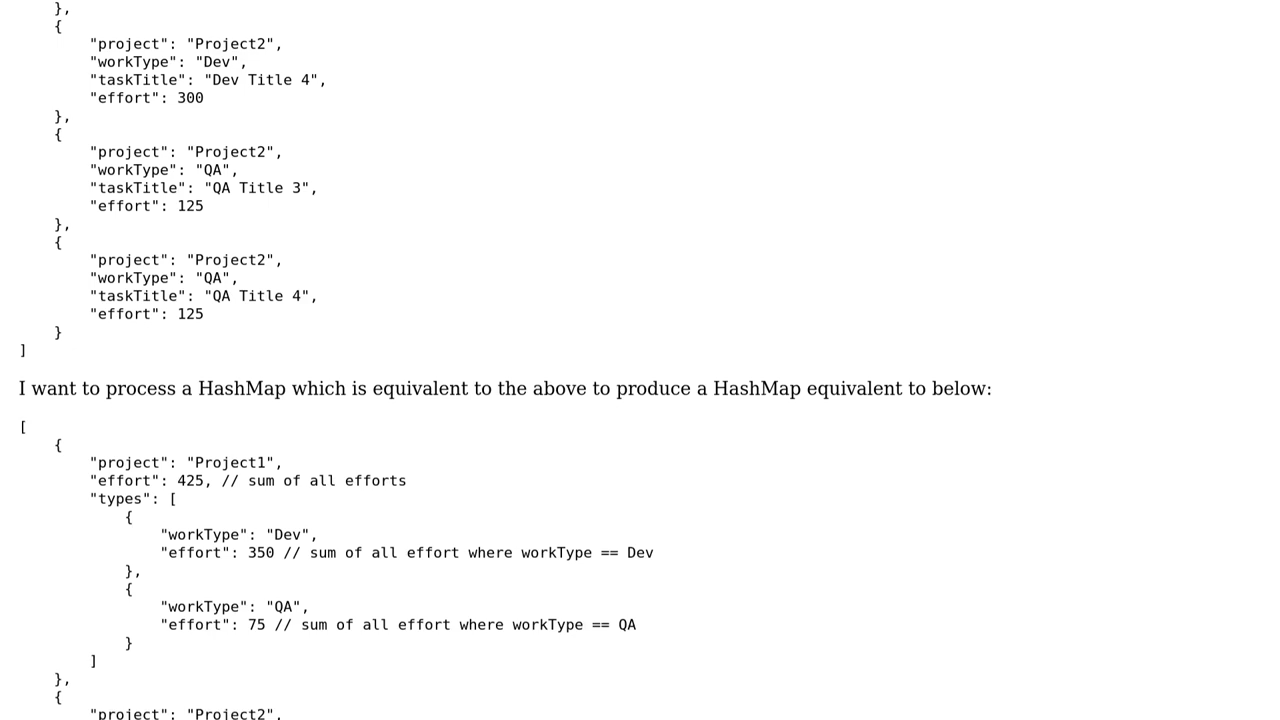 },
    {
        "project": "Project2",
        "workType": "Dev",
        "taskTitle": "Dev Title 4",
        "effort": 300
    },
    {
        "project": "Project2",
        "workType": "QA",
        "taskTitle": "QA Title 3",
        "effort": 125
    },
    {
        "project": "Project2",
        "workType": "QA",
        "taskTitle": "QA Title 4",
        "effort": 125
    }
]
I want to process a HashMap which is equivalent to the above to produce a HashMap equivalent to below:
[
    {
        "project": "Project1",
        "effort": 425, // sum of all efforts
        "types": [
            {
                "workType": "Dev",
                "effort": 350 // sum of all effort where workType == Dev
            },
            {
                "workType": "QA",
                "effort": 75 // sum of all effort where workType == QA
            }
        ]
    },
    {
        "project": "Project2",